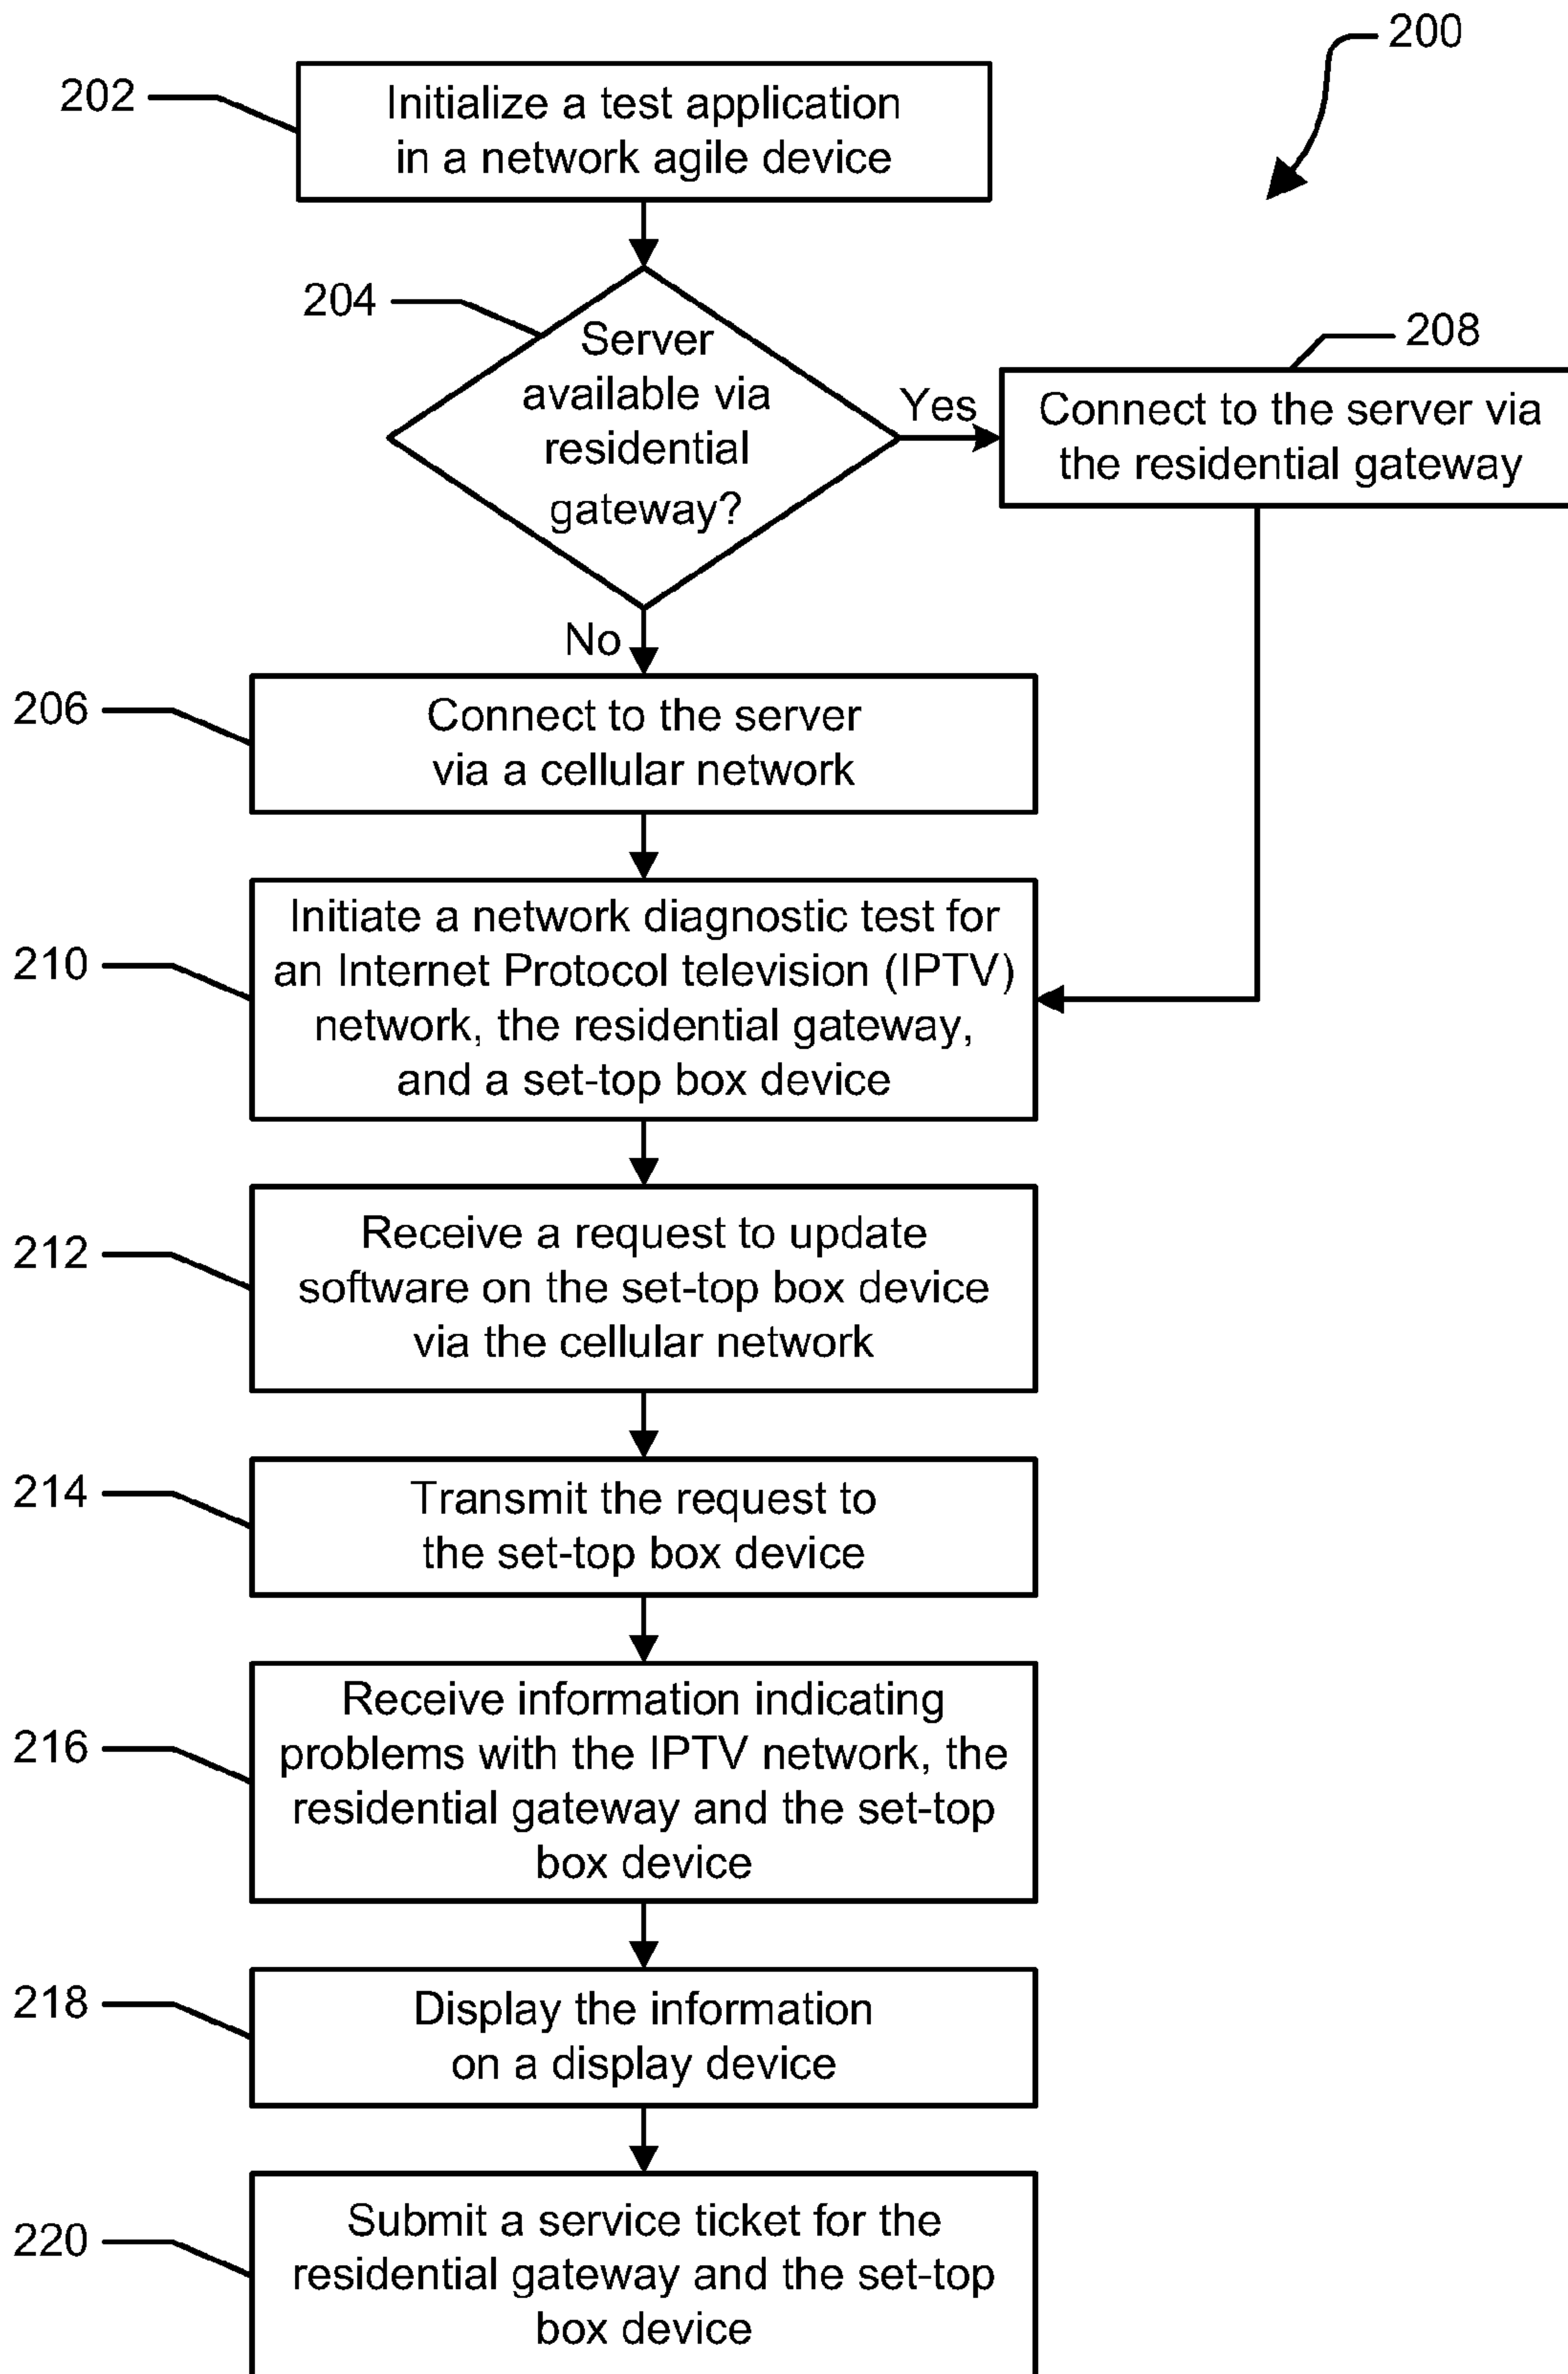 200
202
Initialize a test application
in a network agile device
204
Server
available via
residential
gateway?
Yes
208
Connect to the server via
the residential gateway
No
206
Connect to the server
via a cellular network
210
Initiate a network diagnostic test for
an Internet Protocol television (IPTV)
network, the residential gateway,
and a set-top box device
212
Receive a request to update
software on the set-top box device
via the cellular network
214
Transmit the request to
the set-top box device
216
Receive information indicating
problems with the IPTV network, the
residential gateway and the set-top
box device
218
Display the information
on a display device
220
Submit a service ticket for the
residential gateway and the set-top
box device